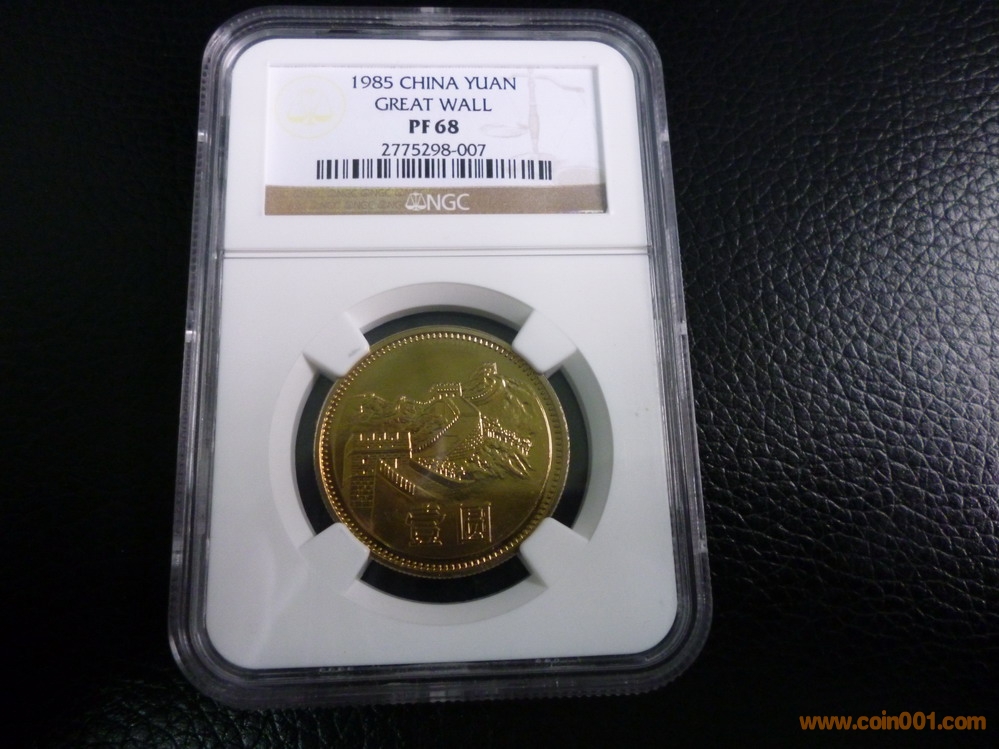 1985 CHINA YUAN
GREAT WALL
PF 68
2775298-007
NGC
壹圆
www.coin001.com